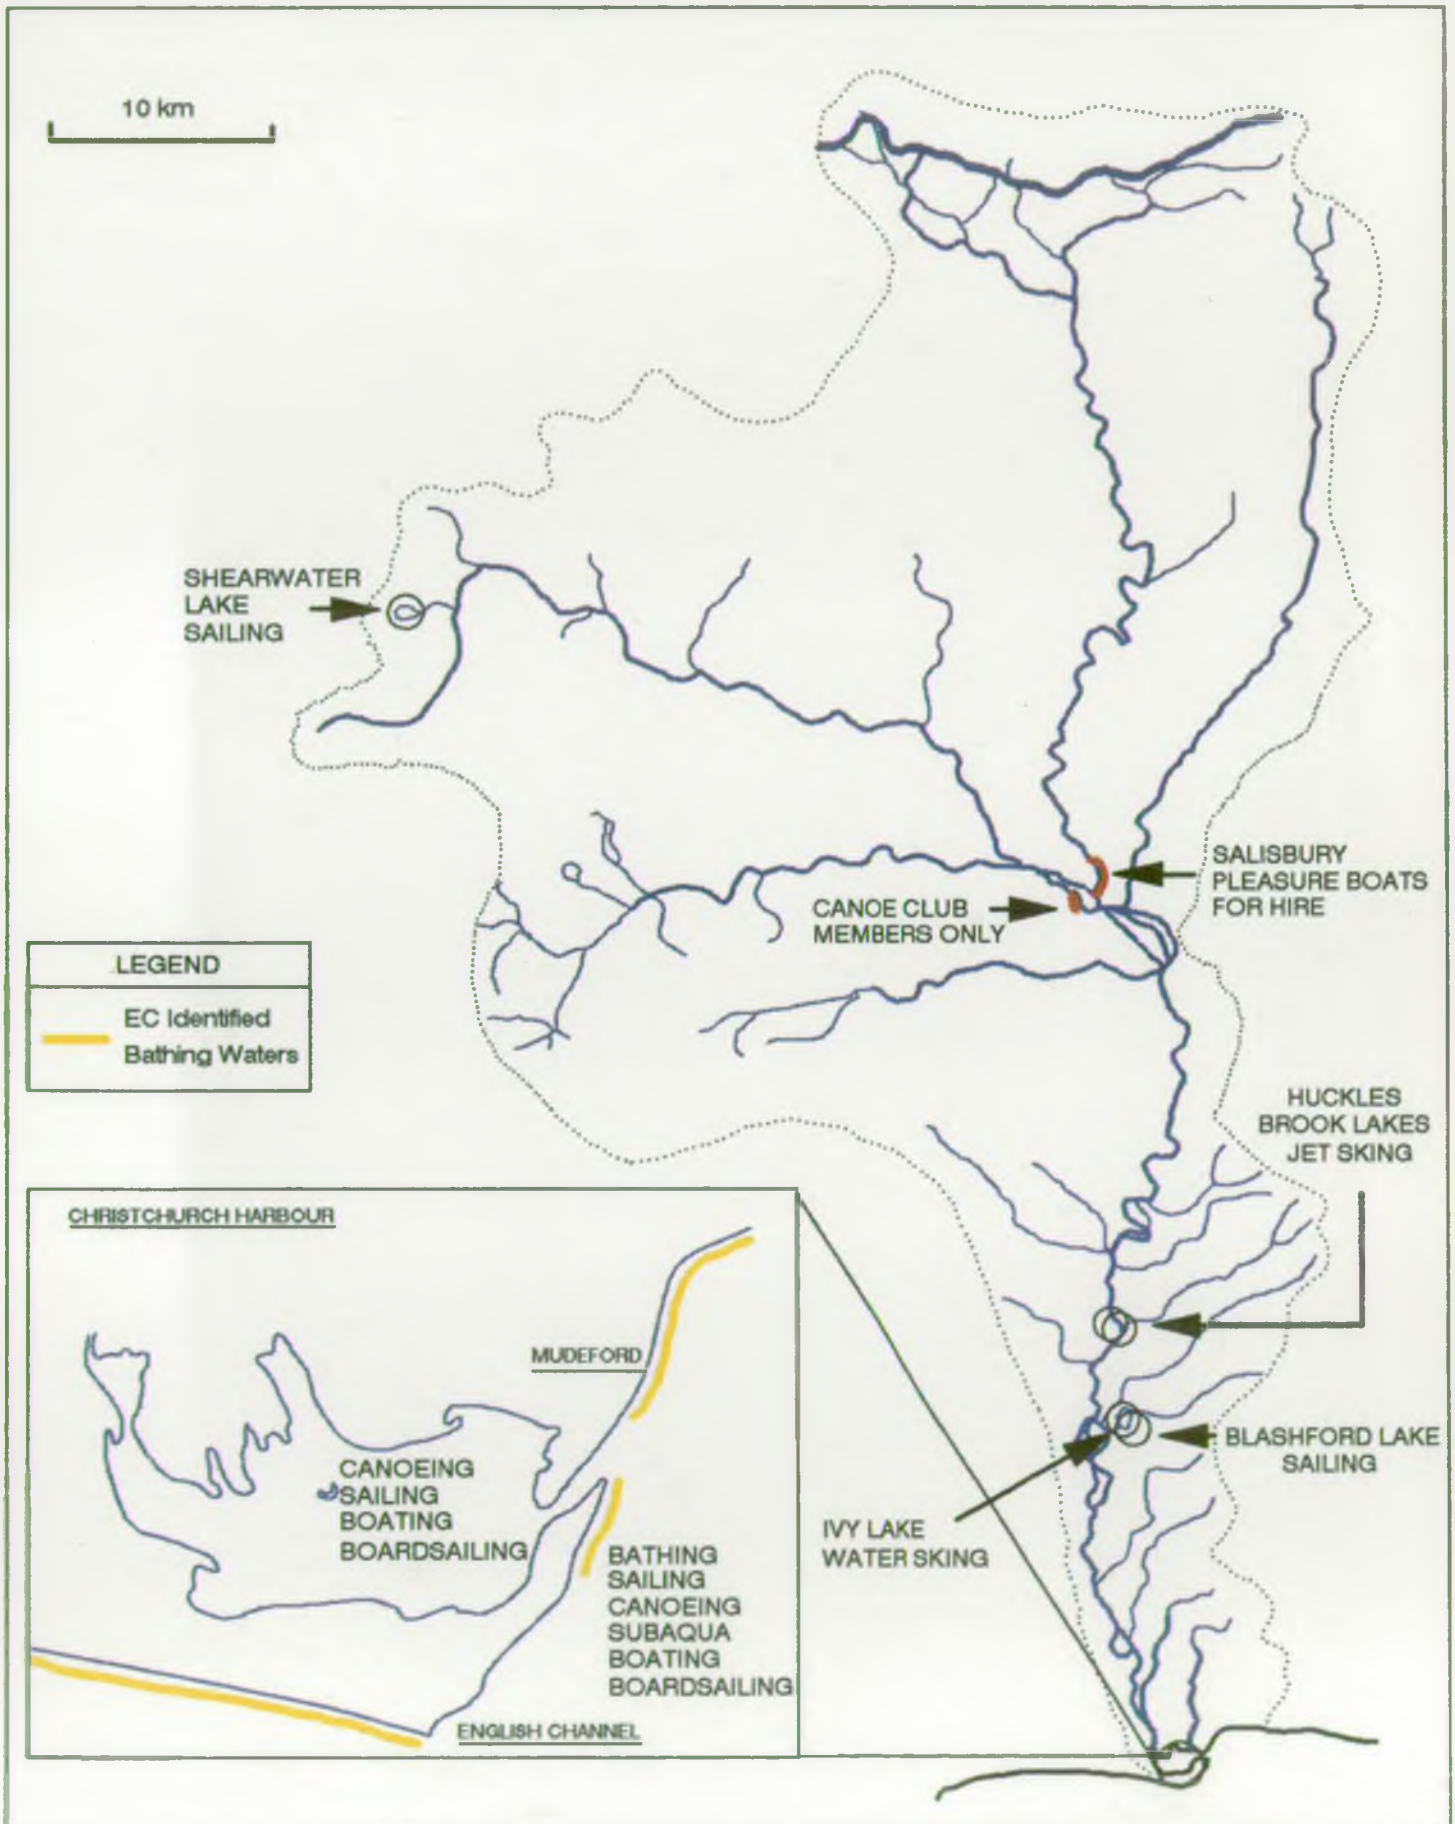 10 km
SHEARWATER
LAKE
SAILING
SALISBURY
PLEASURE BOATS
FOR HIRE
CANOE CLUB
MEMBERS ONLY
LEGEND
EC Identified
Bathing Waters
HUCKLES
BROOK LAKES
JET SKING
CHRISTCHURCH HARBOUR
MUDEFORD
CANOEING
SAILING
BOATING
BOARDSAILING
BATHING
SAILING
CANOEING
SUBAQUA
BOATING
BOARDSAILING
ENGLISH CHANNEL
BLASHFORD LAKE
SAILING
IVY LAKE
WATER SKING